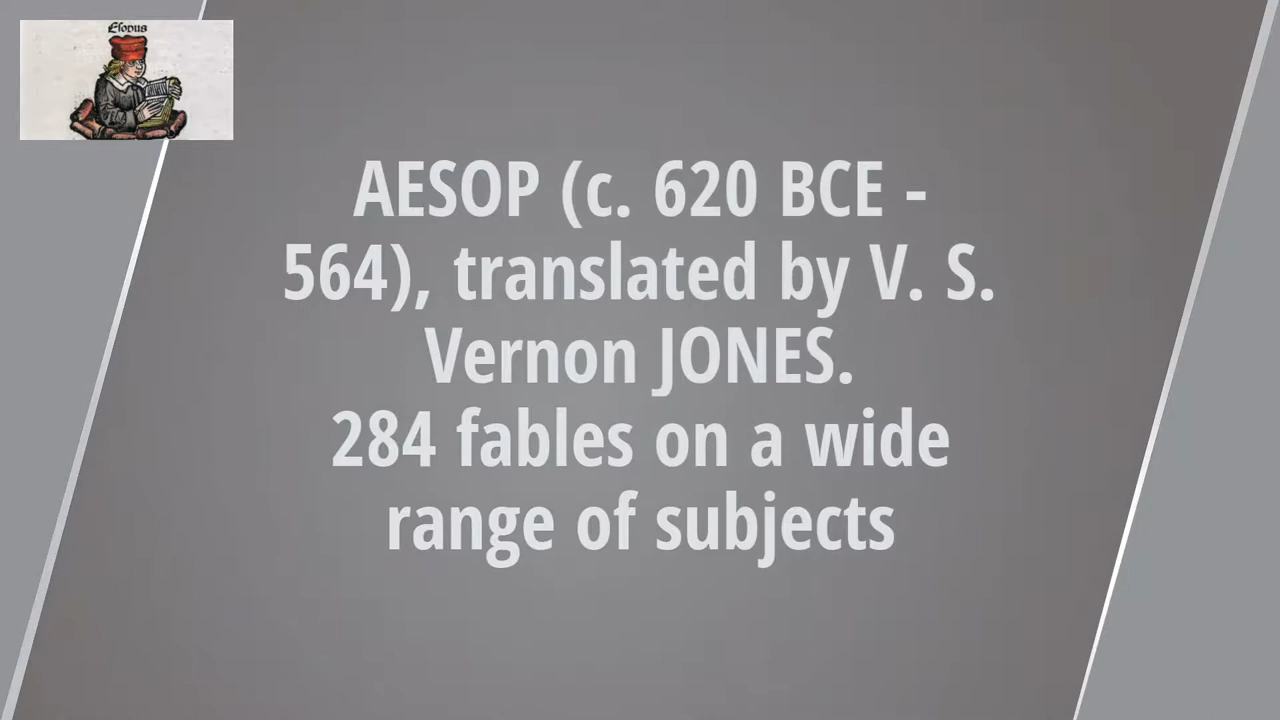 Esopus
AESOP (c. 620 BCE -
564), translated by V. S.
Vernon JONES.
284 fables on a wide
range of subjects